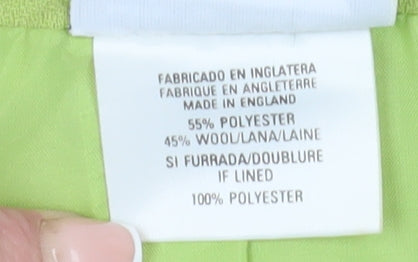 FABRICADO EN INGLATERA
FABRIQUE EN ANGLETERRE
MADE IN ENGLAND
55% POLYESTER
45% WOOL/LANA/LAINE
SI FURRADA/DOUBLURE
IF LINED
100% POLYESTER